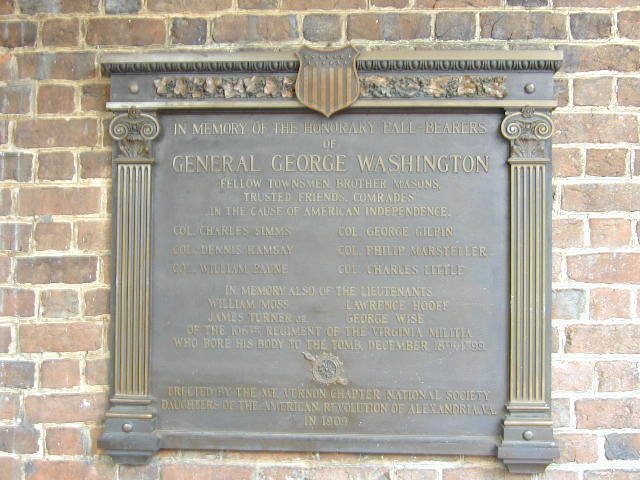 IN MEMORY OF THE HONORARY PALL-BEARERS
OF
GENERAL GEORGE WASHINGTON
FELLOW TOWNSMEN, BROTHER MASONS,
TRUSTED FRIENDS, COMRADES
IN THE CAUSE OF AMERICAN INDEPENDENCE.
COL. CHARLES SIMMS COL. GEORGE GILPIN
COL. DENNIS RAMSAY COL. PHILIP MARSTELLER
COL. WILLIAM PAYNE COL. CHARLES LITTLE
IN MEMORY ALSO OF THE LIEUTENANTS
WILLIAM MOSS LAWRENCE HOOFF
JAMES TURNER JR. GEORGE WISE
OF THE 106TH REGIMENT OF THE VIRGINIA MILITIA
WHO BORE HIS BODY TO THE TOMB, DECEMBER 18TH 1799.
ERECTED BY THE MT. VERNON CHAPTER NATIONAL SOCIETY
DAUGHTERS OF THE AMERICAN REVOLUTION OF ALEXANDRIA, VA.
IN 1909